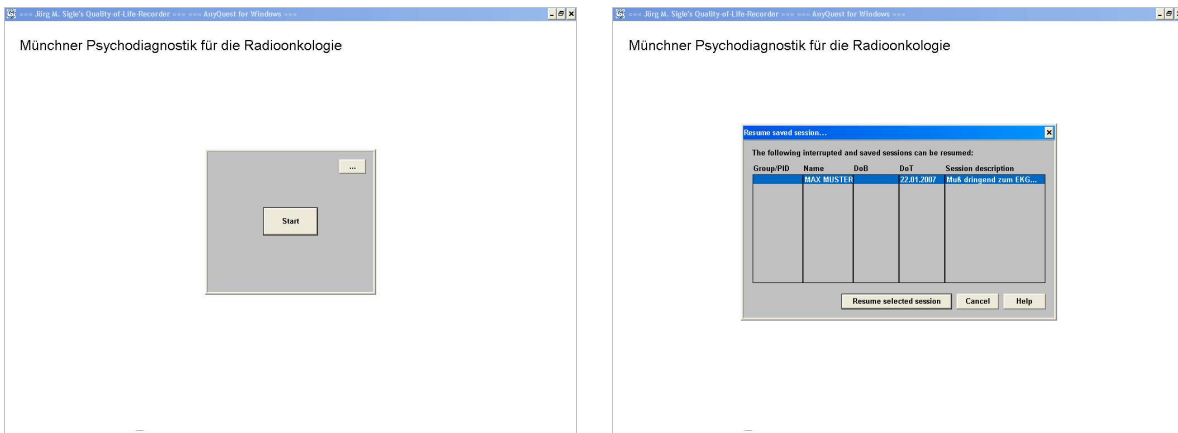 === Jörg M. Sigle's Quality-of-Life-Recorder === === AnyQuest for Windows ===
Münchner Psychodiagnostik für die Radioonkologie
...
Start
=== Jörg M. Sigle's Quality-of-Life-Recorder === === AnyQuest for Windows ===
Münchner Psychodiagnostik für die Radioonkologie
Resume saved session...
The following interrupted and saved sessions can be resumed:
Group/PID Name DoB DoT Session description
MAX MUSTER 22.01.2007 Muß dringend zum EKG...
Resume selected session Cancel Help